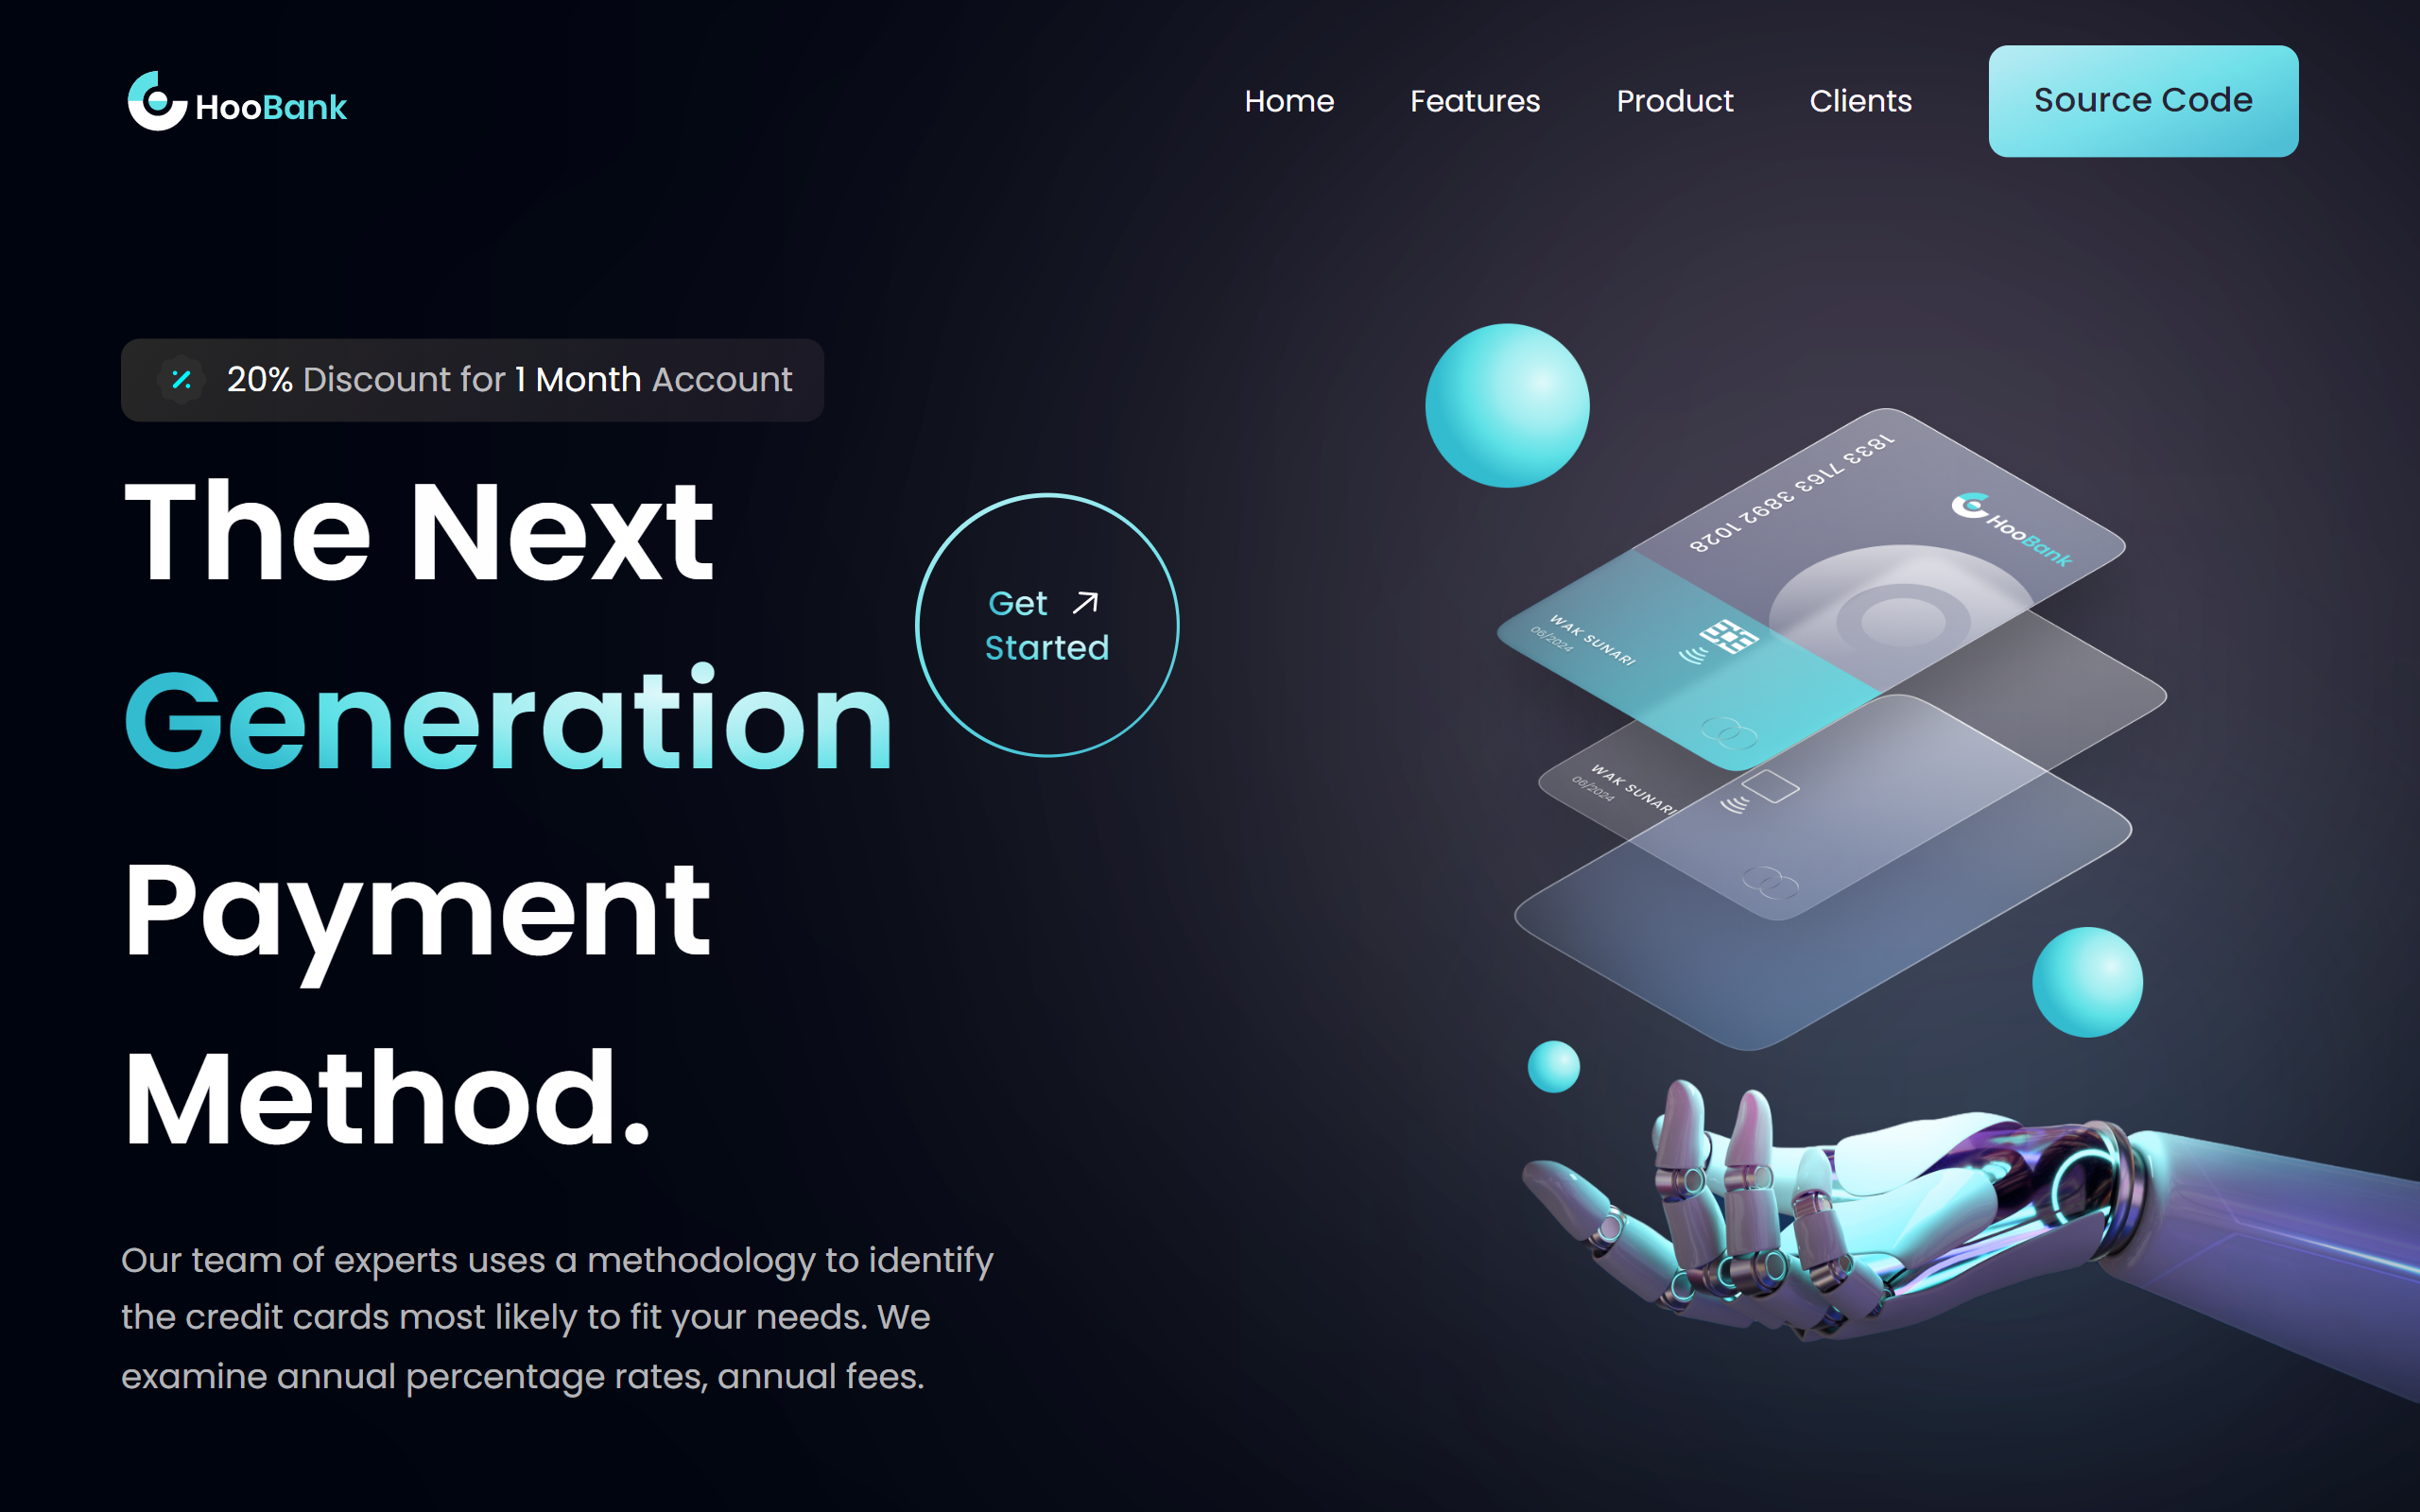 HooBank
Home Features Product Clients Source Code
20% Discount for 1 Month Account
The Next
Generation
Payment
Method.
Get
Started
Our team of experts uses a methodology to identify
the credit cards most likely to fit your needs. We
examine annual percentage rates, annual fees.
1833 7163 3892 1028
HooBank
WAK SUNARI
06/2024
WAK SUNARI
06/2024